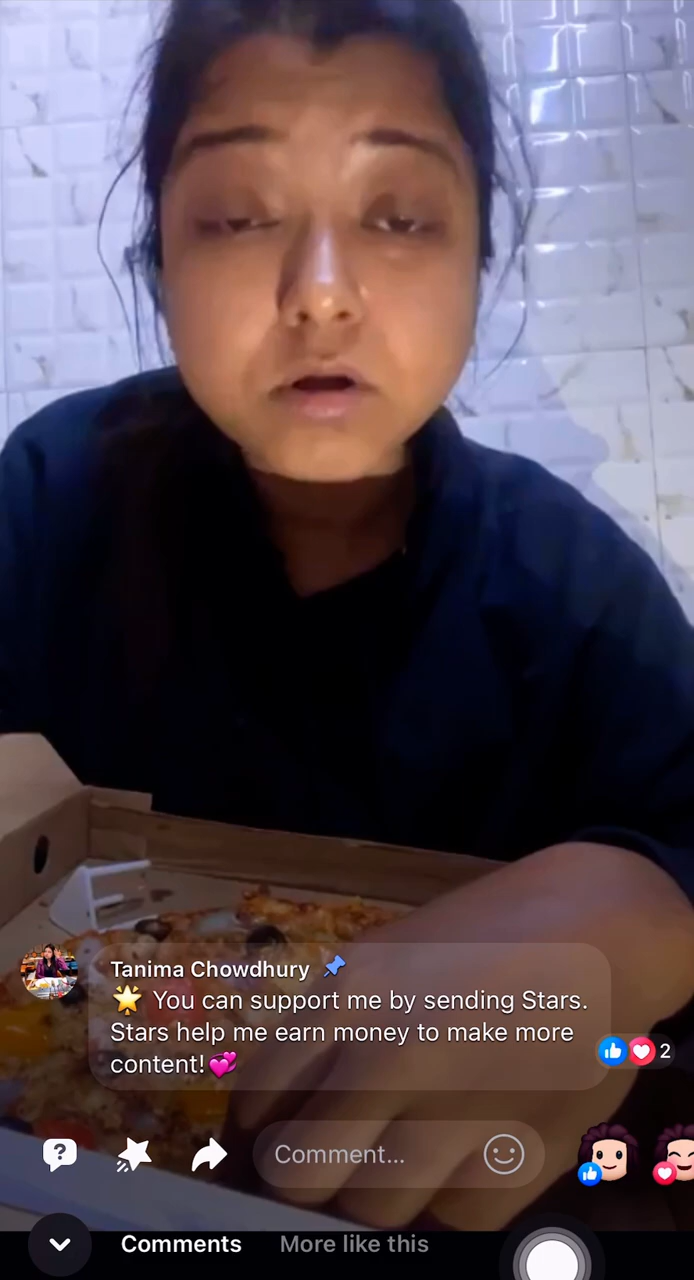 Tanima Chowdhury 📌
🌟 You can support me by sending Stars.
Stars help me earn money to make more
content!💞
2
?
Comment...
Comments
More like this